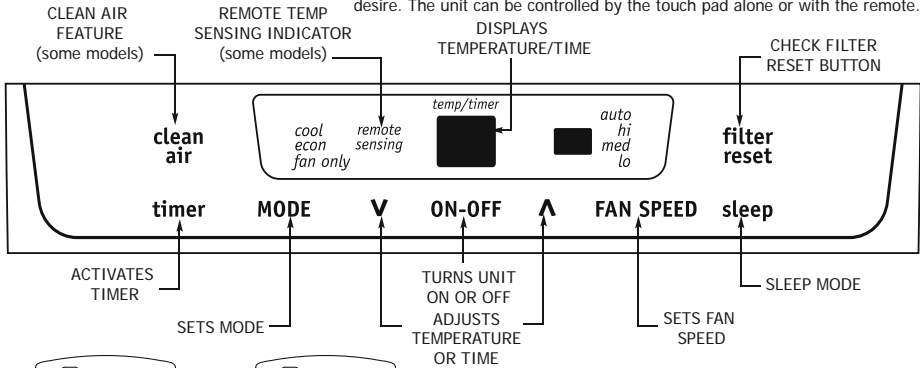 desire. The unit can be controlled by the touch pad alone or with the remote.
CLEAN AIR
FEATURE
(some models)
REMOTE TEMP
SENSING INDICATOR
(some models)
DISPLAYS
TEMPERATURE/TIME
CHECK FILTER
RESET BUTTON
clean
air
cool
econ
fan only
remote
sensing
temp/timer
auto
hi
med
lo
filter
reset
timer MODE ∨ ON-OFF ∧ FAN SPEED sleep
ACTIVATES
TIMER
SETS MODE
TURNS UNIT
ON OR OFF
ADJUSTS
TEMPERATURE
OR TIME
SETS FAN
SPEED
SLEEP MODE